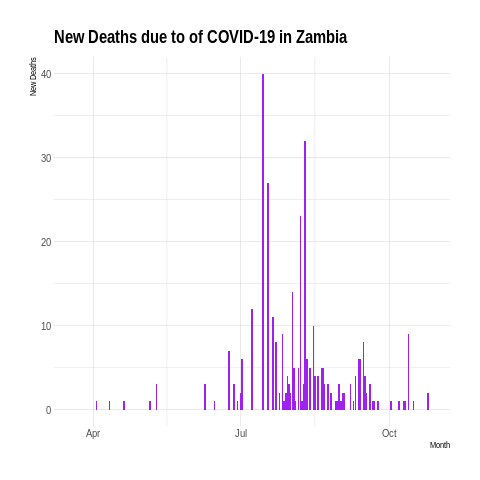 New Deaths due to of COVID-19 in Zambia
New Deaths
40
30
20
10
0
Apr
Jul
Oct
Month